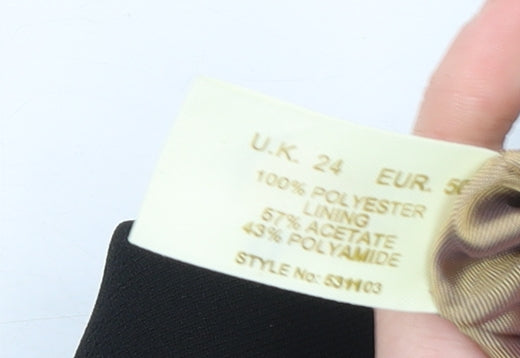 U.K. 24 EUR.
100% POLYESTER
LINING
57% ACETATE
43% POLYAMIDE
STYLE No: